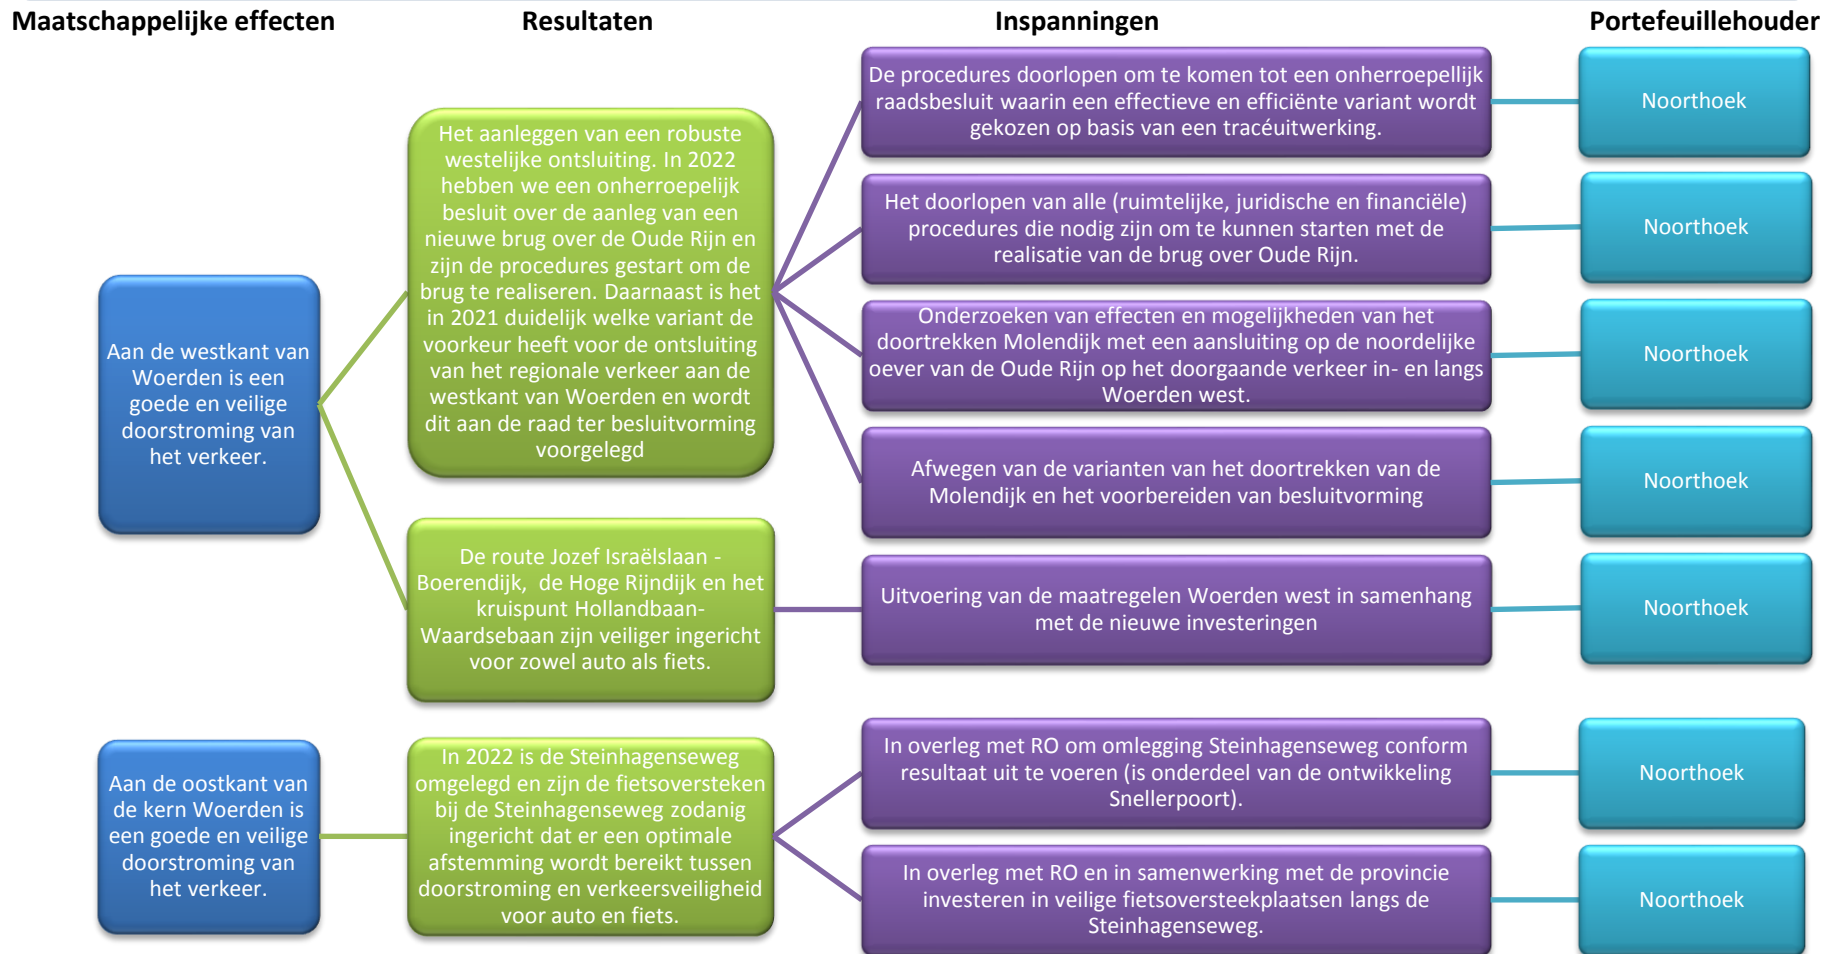 Maatschappelijke effecten
Resultaten
Inspanningen
Portefeuillehouder
Aan de westkant van
Woerden is een
goede en veilige
doorstroming van
het verkeer.
Het aanleggen van een robuste
westelijke ontsluiting. In 2022
hebben we een onherroepelijk
besluit over de aanleg van een
nieuwe brug over de Oude Rijn en
zijn de procedures gestart om de
brug te realiseren. Daarnaast is het
in 2021 duidelijk welke variant de
voorkeur heeft voor de ontsluiting
van het regionale verkeer aan de
westkant van Woerden en wordt
dit aan de raad ter besluitvorming
voorgelegd
De procedures doorlopen om te komen tot een onherroepellijk
raadsbesluit waarin een effectieve en efficiënte variant wordt
gekozen op basis van een tracéuitwerking.
Noorthoek
Het doorlopen van alle (ruimtelijke, juridische en financiële)
procedures die nodig zijn om te kunnen starten met de
realisatie van de brug over Oude Rijn.
Noorthoek
Onderzoeken van effecten en mogelijkheden van het
doortrekken Molendijk met een aansluiting op de noordelijke
oever van de Oude Rijn op het doorgaande verkeer in- en langs
Woerden west.
Noorthoek
Afwegen van de varianten van het doortrekken van de
Molendijk en het voorbereiden van besluitvorming
Noorthoek
De route Jozef Israëlslaan -
Boerendijk,  de Hoge Rijndijk en het
kruispunt Hollandbaan-
Waardsebaan zijn veiliger ingericht
voor zowel auto als fiets.
Uitvoering van de maatregelen Woerden west in samenhang
met de nieuwe investeringen
Noorthoek
Aan de oostkant van
de kern Woerden is
een goede en veilige
doorstroming van
het verkeer.
In 2022 is de Steinhagenseweg
omgelegd en zijn de fietsoversteken
bij de Steinhagenseweg zodanig
ingericht dat er een optimale
afstemming wordt bereikt tussen
doorstroming en verkeersveiligheid
voor auto en fiets.
In overleg met RO om omlegging Steinhagenseweg conform
resultaat uit te voeren (is onderdeel van de ontwikkeling
Snellerpoort).
Noorthoek
In overleg met RO en in samenwerking met de provincie
investeren in veilige fietsoversteekplaatsen langs de
Steinhagenseweg.
Noorthoek